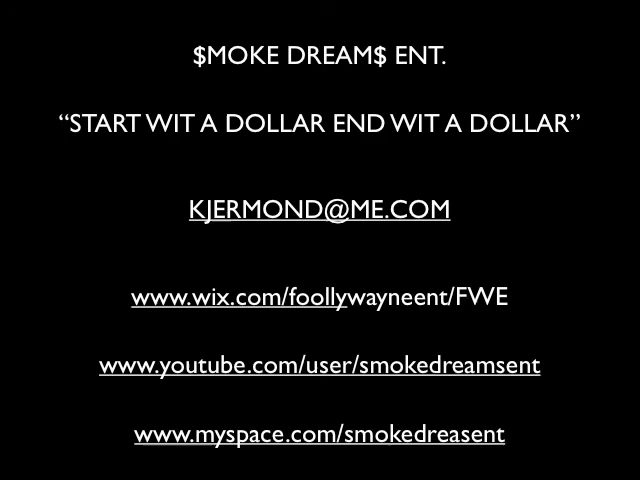 $MOKE DREAM$ ENT.
“START WIT A DOLLAR END WIT A DOLLAR”
KJERMOND@ME.COM
www.wix.com/foollywayneent/FWE
www.youtube.com/user/smokedreamsent
www.myspace.com/smokedreasent